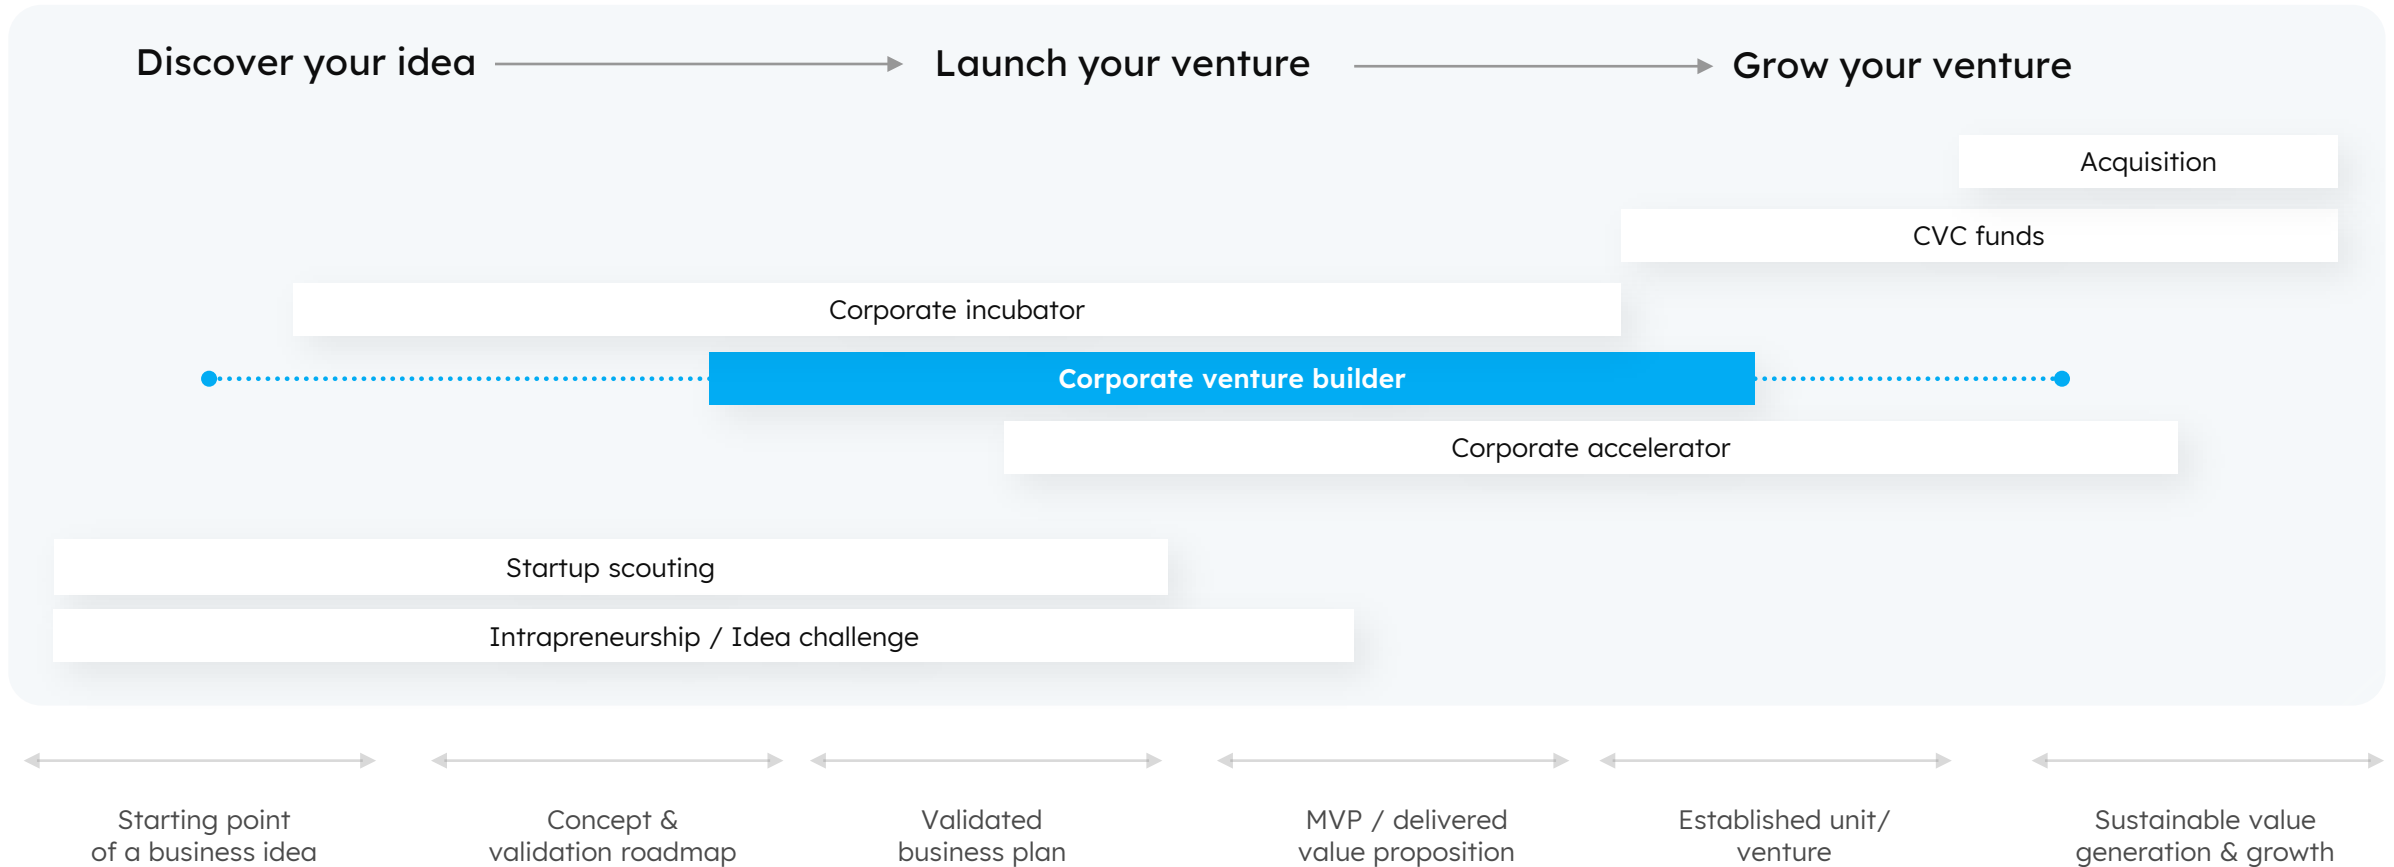 Discover your idea
Launch your venture
Grow your venture
Acquisition
CVC funds
Corporate incubator
Corporate venture builder
Corporate accelerator
Startup scouting
Intrapreneurship / Idea challenge
Starting point
of a business idea
Concept &
validation roadmap
Validated
business plan
MVP / delivered
value proposition
Established unit/
venture
Sustainable value
generation & growth